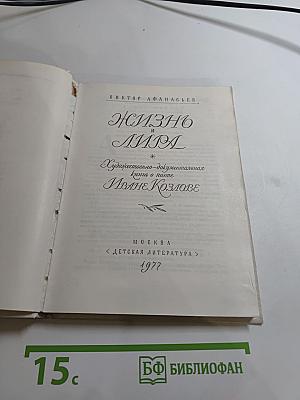 ВИКТОР АФАНАСЬЕВ
ЖИЗНЬ
и
ЛИРА
Художественно-документальная
книга о поэте
ИВАНЕ КОЗЛОВЕ
МОСКВА
«ДЕТСКАЯ ЛИТЕРАТУРА»
1977
15с
БФ БИБЛИОФАН